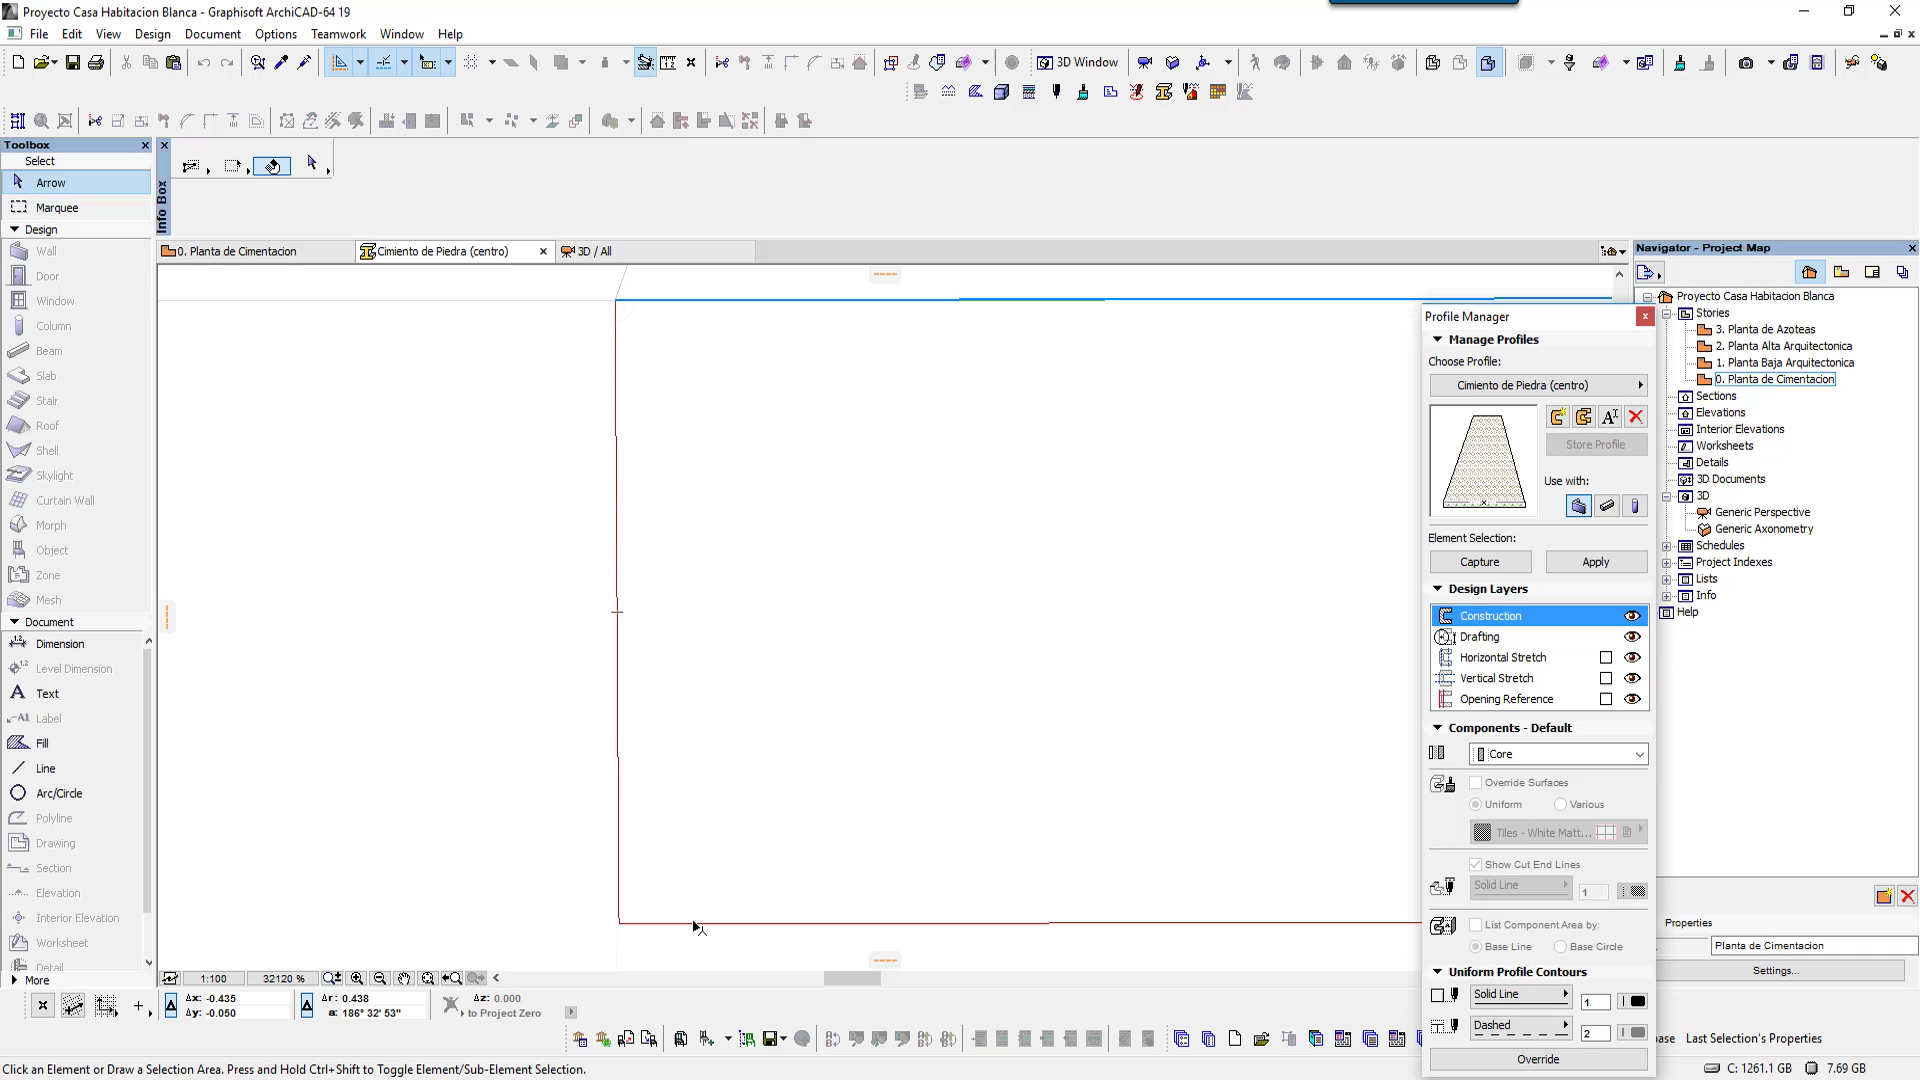 Proyecto Casa Habitacion Blanca - Graphisoft ArchiCAD-64 19
File Edit View Design Document Options Teamwork Window Help
3D Window
Toolbox
Select
Arrow
Marquee
Design
Wall
Door
Window
Column
Beam
Slab
Stair
Roof
Shell
Skylight
Curtain Wall
Morph
Object
Zone
Mesh
Document
Dimension
Level Dimension
Text
Label
Fill
Line
Arc/Circle
Polyline
Drawing
Section
Elevation
Interior Elevation
Worksheet
Detail
More
Info Box
0. Planta de Cimentacion
Cimiento de Piedra (centro)
3D / All
Profile Manager
Manage Profiles
Choose Profile:
Cimiento de Piedra (centro)
Store Profile
Use with:
Element Selection:
Capture Apply
Design Layers
Construction
Drafting
Horizontal Stretch
Vertical Stretch
Opening Reference
Components - Default
Core
Override Surfaces
Uniform Various
Tiles - White Matt...
Show Cut End Lines
Solid Line 1
List Component Area by:
Base Line Base Circle
Uniform Profile Contours
Solid Line 1
Dashed 2
Override
Navigator - Project Map
Proyecto Casa Habitacion Blanca
Stories
3. Planta de Azoteas
2. Planta Alta Arquitectonica
1. Planta Baja Arquitectonica
0. Planta de Cimentacion
Sections
Elevations
Interior Elevations
Worksheets
Details
3D Documents
3D
Generic Perspective
Generic Axonometry
Schedules
Project Indexes
Lists
Info
Help
Properties
Planta de Cimentacion
Settings...
1:100 32120 %
Δx: -0.435
Δy: -0.050
Δr: 0.438
a: 186° 32' 53"
Δz: 0.000
to Project Zero
Last Selection's Properties
Click an Element or Draw a Selection Area. Press and Hold Ctrl+Shift to Toggle Element/Sub-Element Selection.
C: 1261.1 GB 7.69 GB